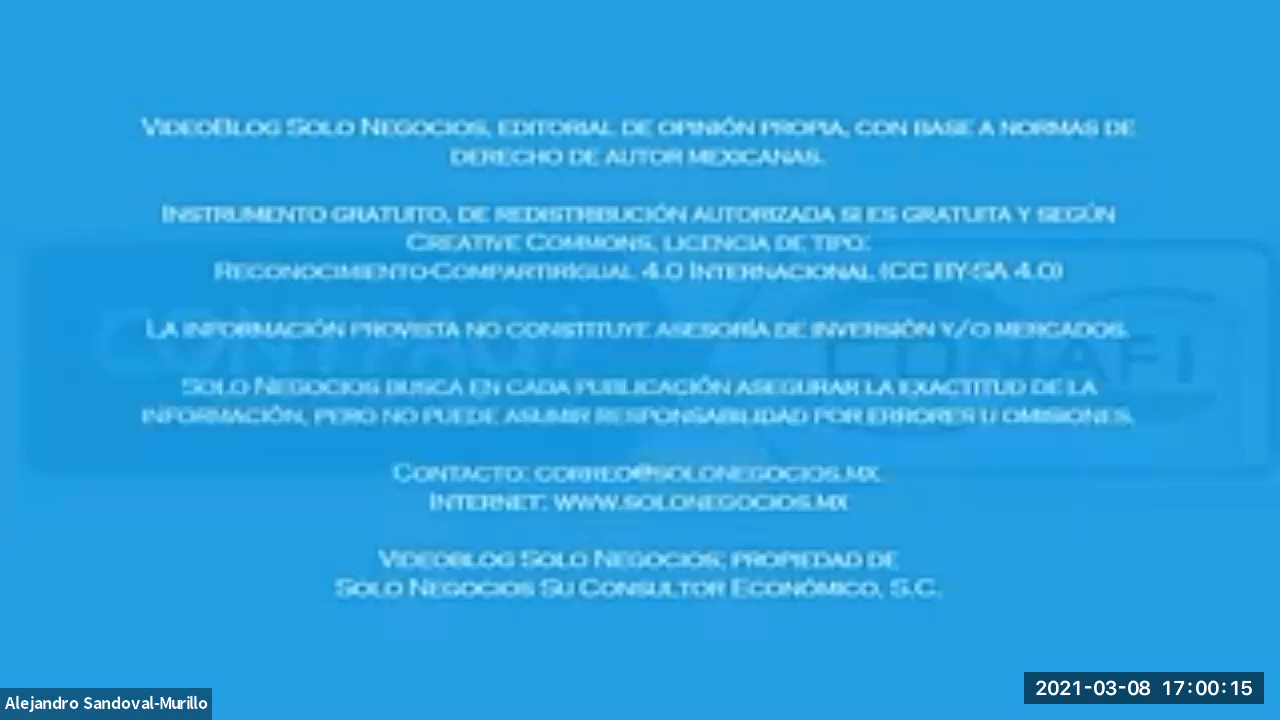 VideoBlog Solo Negocios, editorial de opinión propia, con base a normas de
derecho de autor mexicanas.
Instrumento gratuito, de redistribución autorizada si es gratuita y según
Creative Commons, licencia de tipo:
Reconocimiento-CompartirIgual 4.0 Internacional (CC BY-SA 4.0)
La información provista no constituye asesoría de inversión y/o mercados.
Solo Negocios busca en cada publicación asegurar la exactitud de la
información, pero no puede asumir responsabilidad por errores u omisiones.
Contacto: correo@solonegocios.mx
Internet: www.solonegocios.mx
Videoblog Solo Negocios; propiedad de
Solo Negocios Su Consultor Económico, S.C.
Alejandro Sandoval-Murillo
2021-03-08 17:00:15